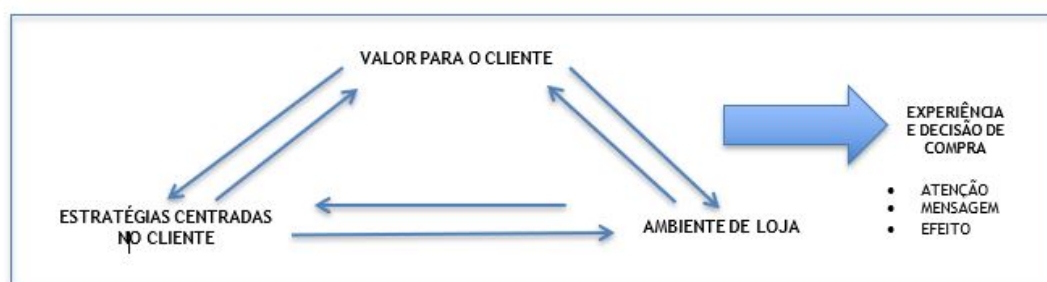 VALOR PARA O CLIENTE
EXPERIÊNCIA
E DECISÃO DE
COMPRA
• ATENÇÃO
• MENSAGEM
• EFEITO
ESTRATÉGIAS CENTRADAS
NO CLIENTE
AMBIENTE DE LOJA